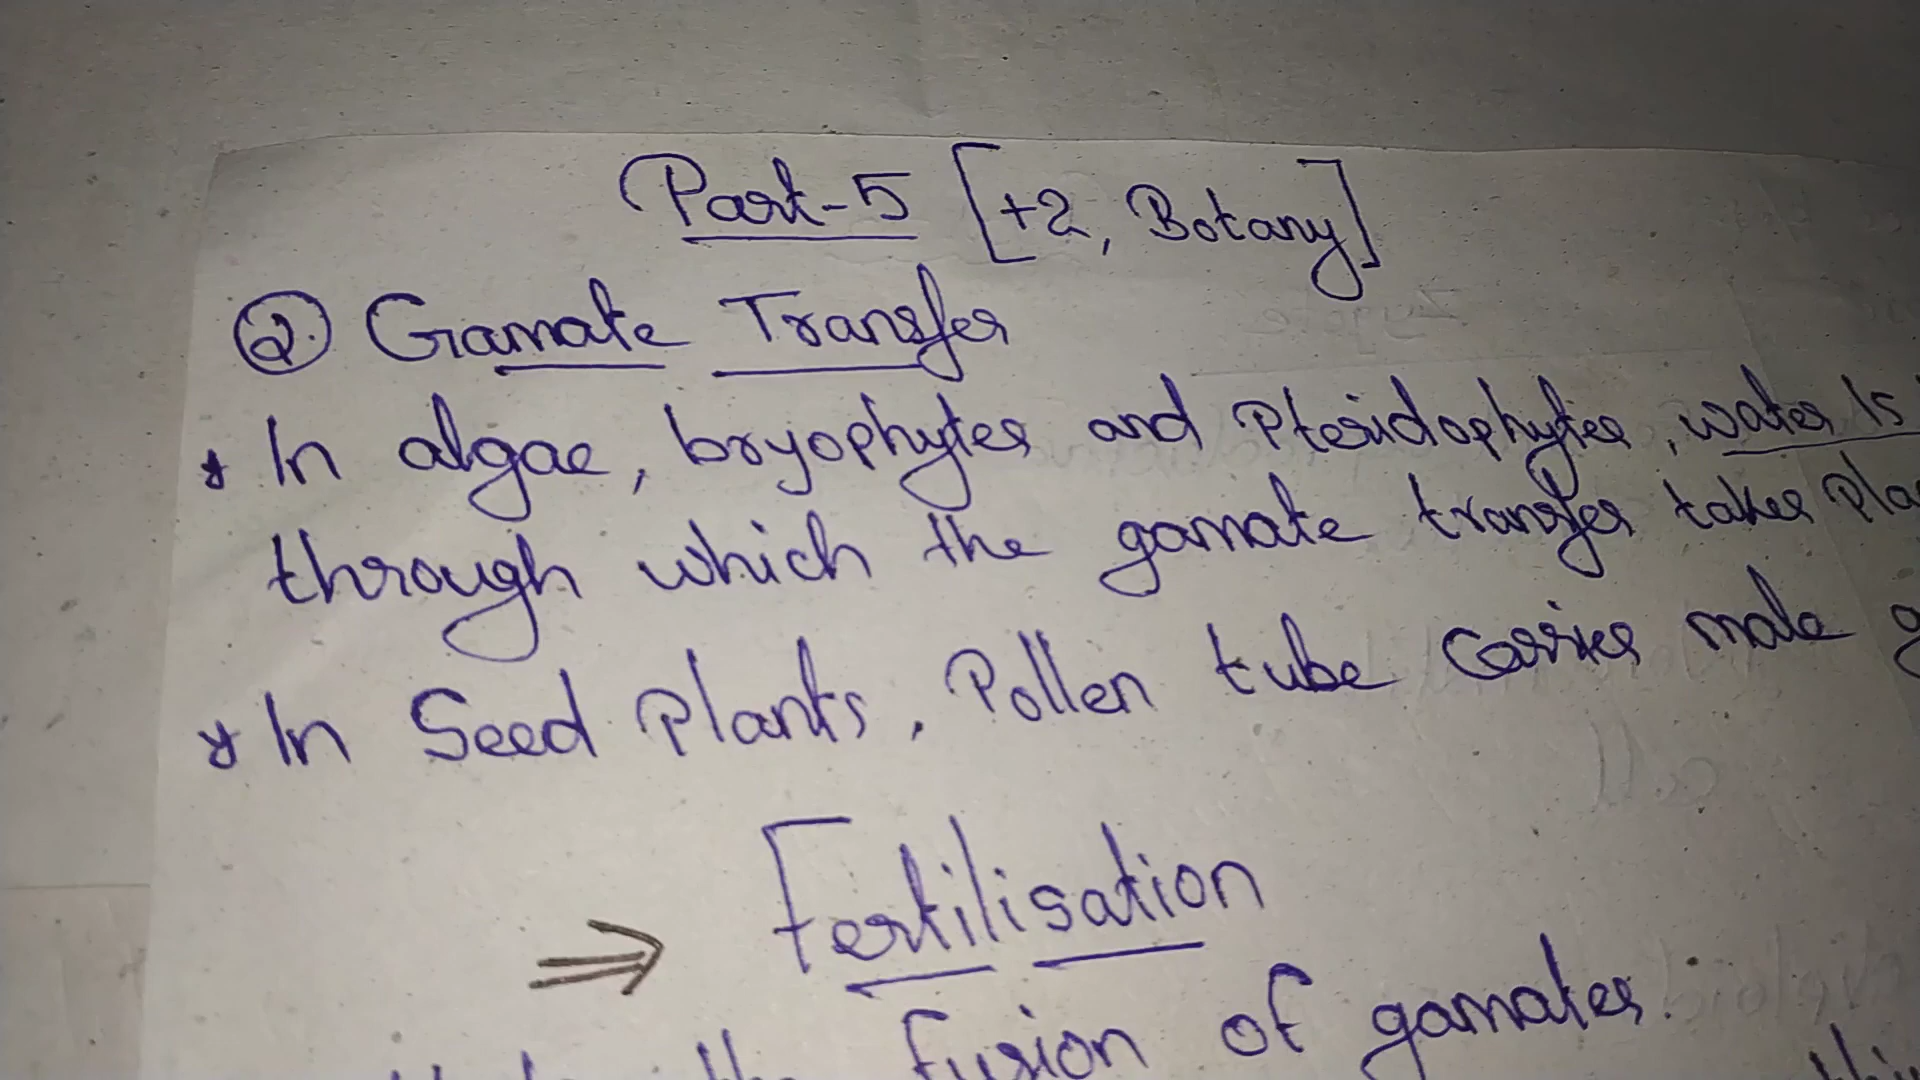 Part-5 [+2, Botany]
② Gamate Transfer
* In algae, bryophytes and Pteridophytes, water is
through which the gamate transfer takes
* In Seed Plants, Pollen tube Carries male
⇒ Fertilisation
the fusion of gamates.